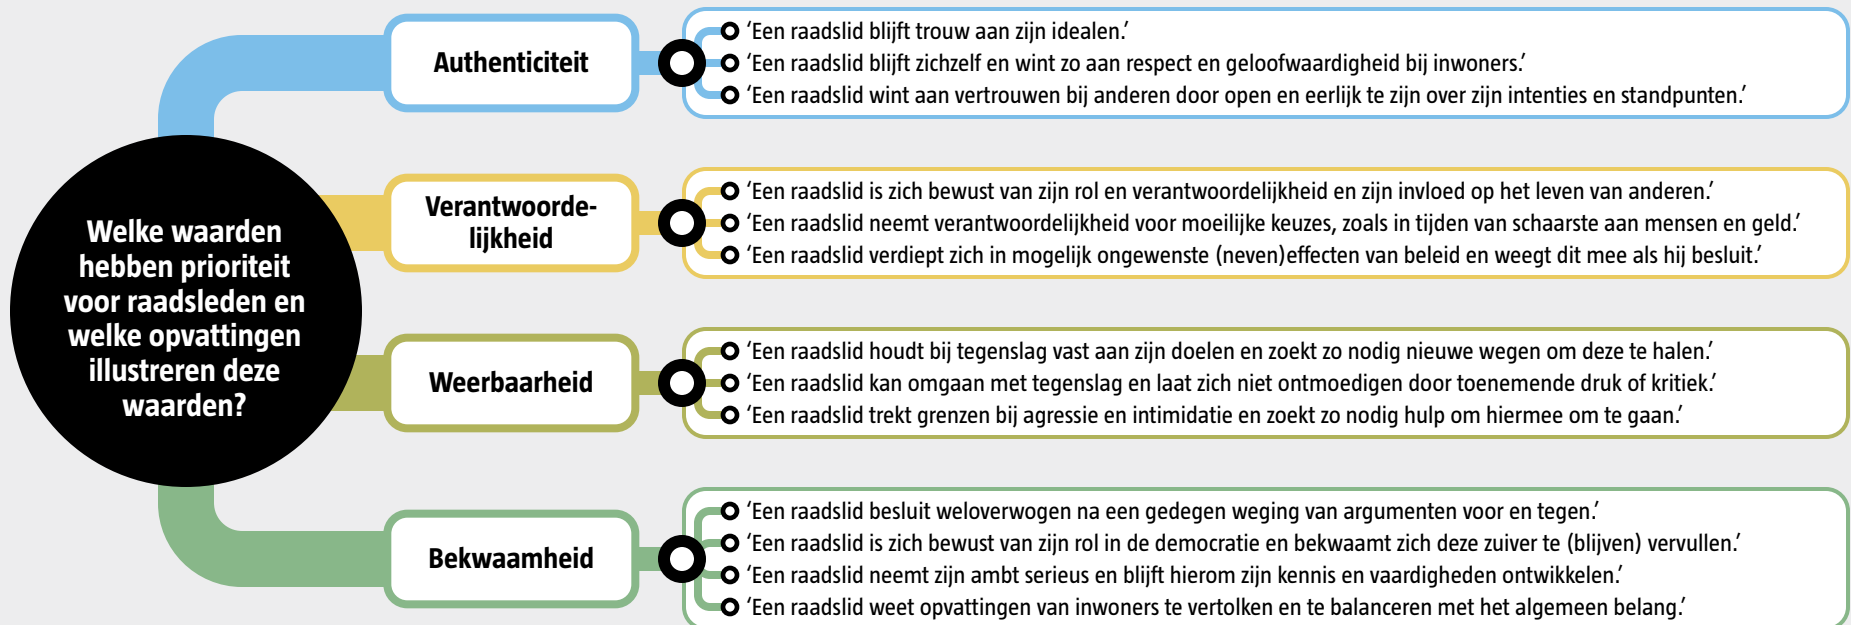 Welke waarden
hebben prioriteit
voor raadsleden en
welke opvattingen
illustreren deze
waarden?
Authenticiteit
‘Een raadslid blijft trouw aan zijn idealen.’
‘Een raadslid blijft zichzelf en wint zo aan respect en geloofwaardigheid bij inwoners.’
‘Een raadslid wint aan vertrouwen bij anderen door open en eerlijk te zijn over zijn intenties en standpunten.’
Verantwoorde-
lijkheid
‘Een raadslid is zich bewust van zijn rol en verantwoordelijkheid en zijn invloed op het leven van anderen.’
‘Een raadslid neemt verantwoordelijkheid voor moeilijke keuzes, zoals in tijden van schaarste aan mensen en geld.’
‘Een raadslid verdiept zich in mogelijk ongewenste (neven)effecten van beleid en weegt dit mee als hij besluit.’
Weerbaarheid
‘Een raadslid houdt bij tegenslag vast aan zijn doelen en zoekt zo nodig nieuwe wegen om deze te halen.’
‘Een raadslid kan omgaan met tegenslag en laat zich niet ontmoedigen door toenemende druk of kritiek.’
‘Een raadslid trekt grenzen bij agressie en intimidatie en zoekt zo nodig hulp om hiermee om te gaan.’
Bekwaamheid
‘Een raadslid besluit weloverwogen na een gedegen weging van argumenten voor en tegen.’
‘Een raadslid is zich bewust van zijn rol in de democratie en bekwaamt zich deze zuiver te (blijven) vervullen.’
‘Een raadslid neemt zijn ambt serieus en blijft hierom zijn kennis en vaardigheden ontwikkelen.’
‘Een raadslid weet opvattingen van inwoners te vertolken en te balanceren met het algemeen belang.’